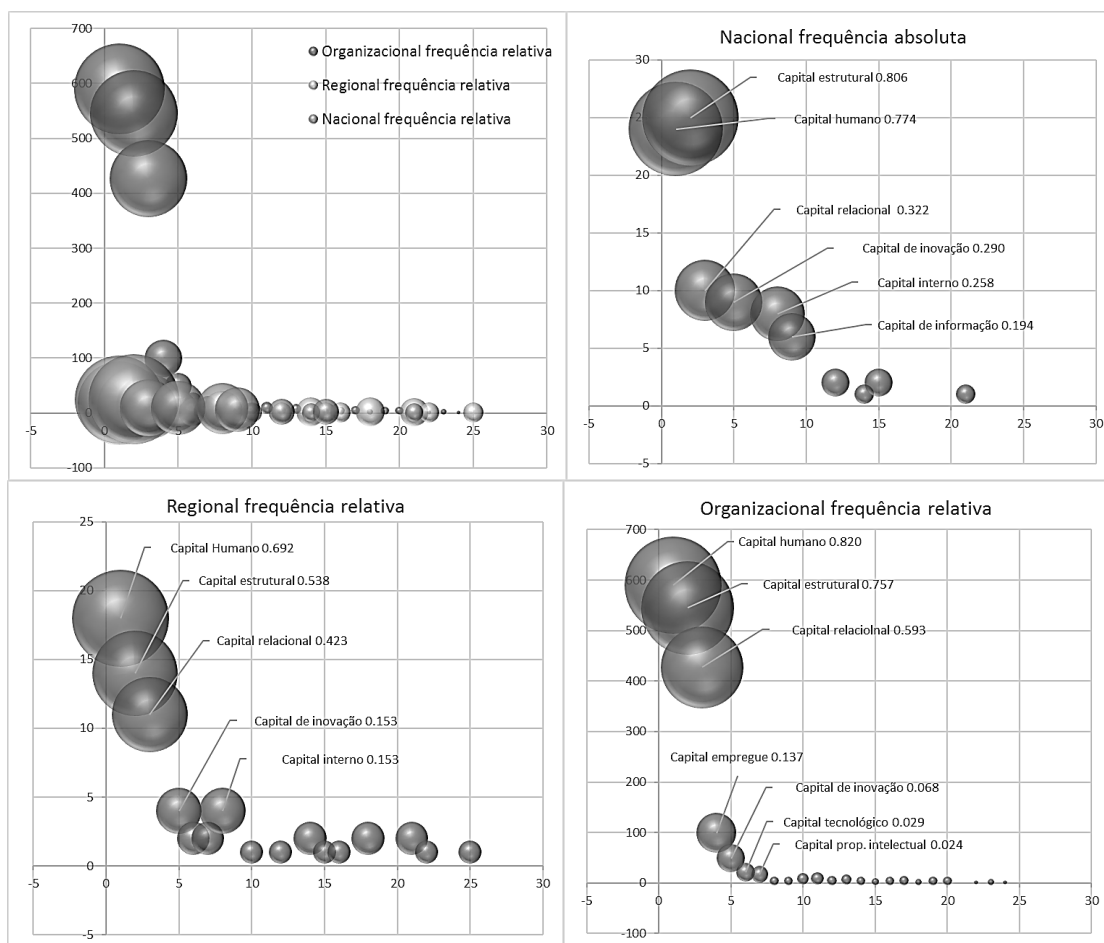 700
600
500
400
300
200
100
0
-100
-5
0
5
10
15
20
25
30
Organizacional frequência relativa
Regional frequência relativa
Nacional frequência relativa
Nacional frequência absoluta
30
25
20
15
10
5
0
-5
-5
0
5
10
15
20
25
30
Capital estrutural 0.806
Capital humano 0.774
Capital relacional 0.322
Capital de inovação 0.290
Capital interno 0.258
Capital de informação 0.194
Regional frequência relativa
25
20
15
10
5
0
-5
-5
0
5
10
15
20
25
30
Capital Humano 0.692
Capital estrutural 0.538
Capital relacional 0.423
Capital de inovação 0.153
Capital interno 0.153
Organizacional frequência relativa
700
600
500
400
300
200
100
0
-100
-5
0
5
10
15
20
25
30
Capital humano 0.820
Capital estrutural 0.757
Capital relaciolnal 0.593
Capital empregue 0.137
Capital de inovação 0.068
Capital tecnológico 0.029
Capital prop. intelectual 0.024